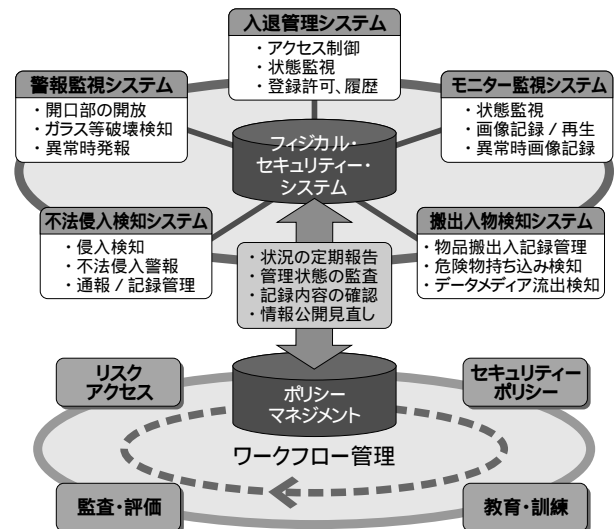 入退管理システム
・アクセス制御
・状態監視
・登録許可、履歴
警報監視システム
・開口部の開放
・ガラス等破壊検知
・異常時発報
モニター監視システム
・状態監視
・画像記録 / 再生
・異常時画像記録
フィジカル・
セキュリティー・
システム
不法侵入検知システム
・侵入検知
・不法侵入警報
・通報 / 記録管理
・状況の定期報告
・管理状態の監査
・記録内容の確認
・情報公開見直し
搬出入物検知システム
・物品搬出入記録管理
・危険物持ち込み検知
・データメディア流出検知
リスク
アクセス
ポリシー
マネジメント
セキュリティー
ポリシー
ワークフロー管理
監査・評価
教育・訓練